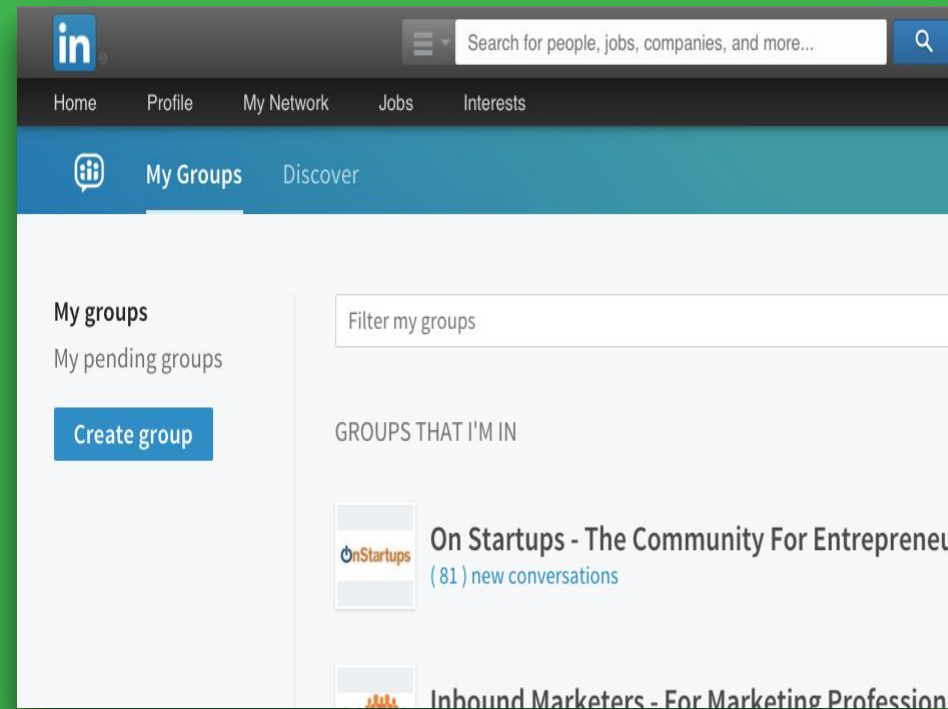 in
Search for people, jobs, companies, and more...
Home Profile My Network Jobs Interests
My Groups Discover
My groups
My pending groups
Create group
Filter my groups
GROUPS THAT I'M IN
OnStartups
On Startups - The Community For Entrepreneu
( 81 ) new conversations
Inbound Marketers - For Marketing Profession